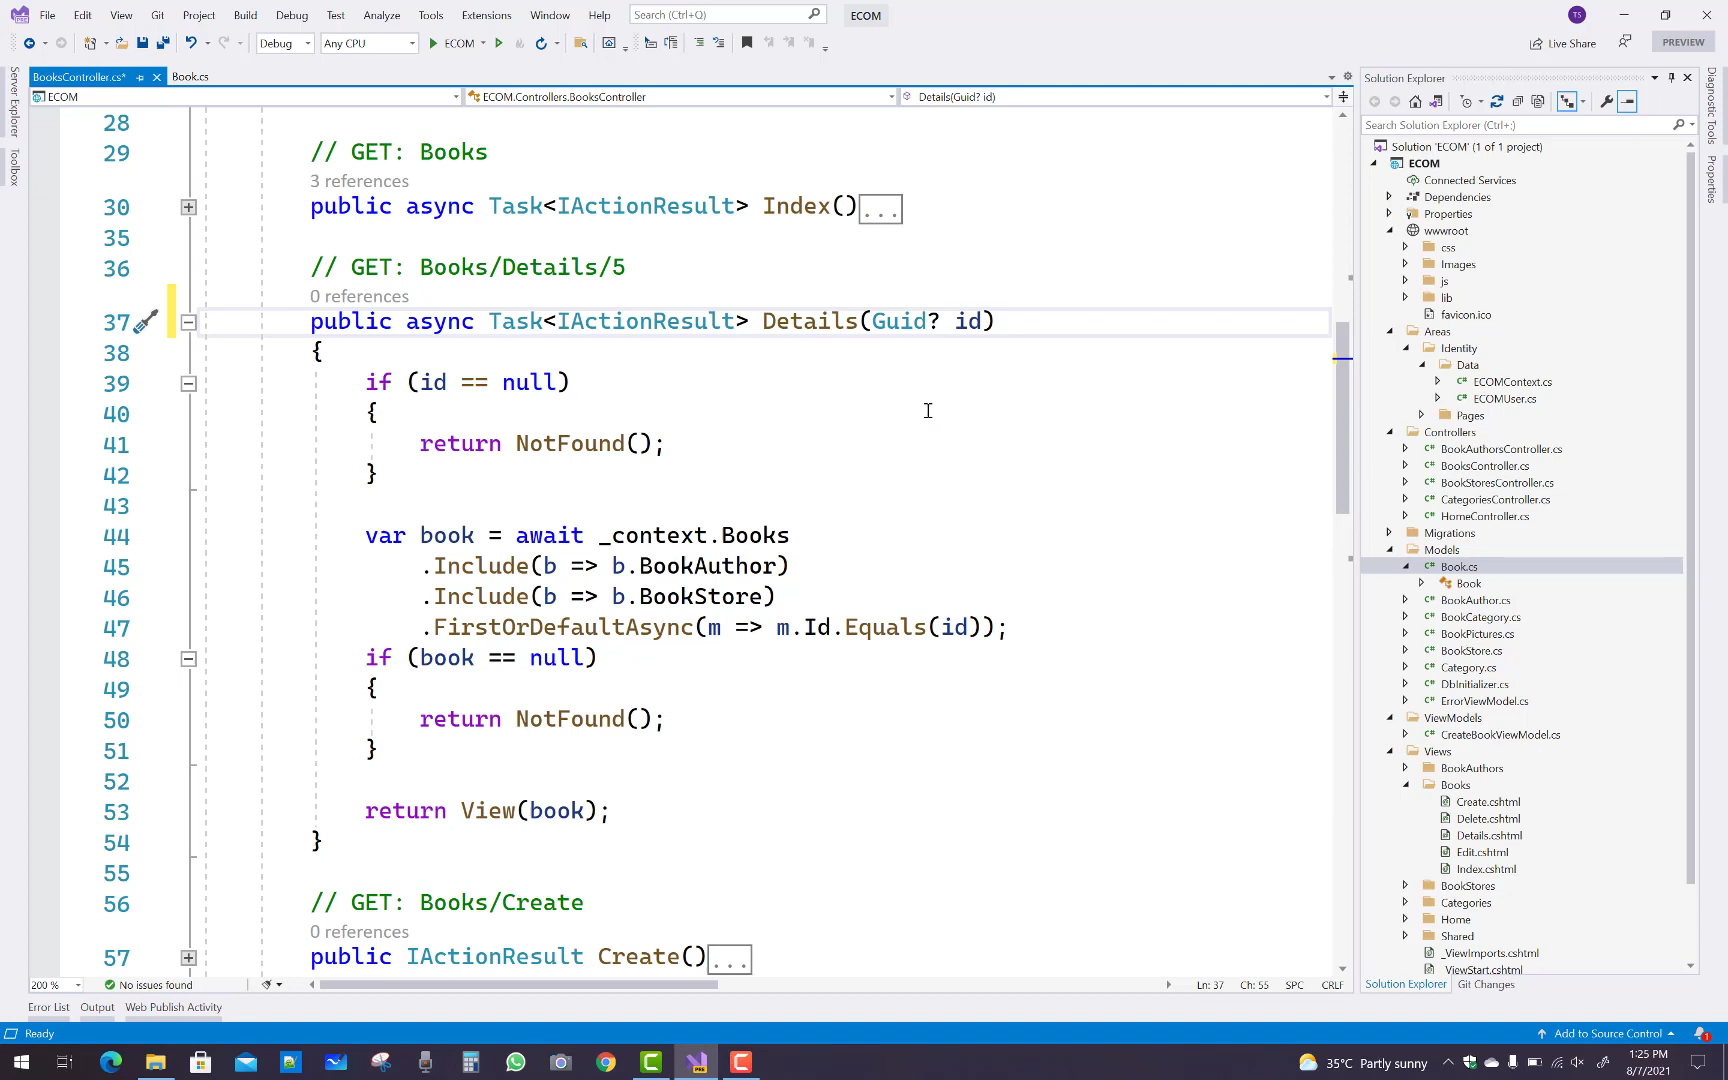 File Edit View Git Project Build Debug Test Analyze Tools Extensions Window Help Search (Ctrl+Q) ECOM TS
Debug Any CPU ECOM Live Share PREVIEW
BooksController.cs* Book.cs
ECOM ECOM.Controllers.BooksController Details(Guid? id)
28
29 // GET: Books
3 references
30 public async Task<IActionResult> Index()...
35
36 // GET: Books/Details/5
0 references
37 public async Task<IActionResult> Details(Guid? id)
38 {
39 if (id == null)
40 {
41 return NotFound();
42 }
43
44 var book = await _context.Books
45 .Include(b => b.BookAuthor)
46 .Include(b => b.BookStore)
47 .FirstOrDefaultAsync(m => m.Id.Equals(id));
48 if (book == null)
49 {
50 return NotFound();
51 }
52
53 return View(book);
54 }
55
56 // GET: Books/Create
0 references
57 public IActionResult Create()...
200 % No issues found Ln: 37 Ch: 55 SPC CRLF
Error List Output Web Publish Activity
Server Explorer
Toolbox
Solution Explorer
Search Solution Explorer (Ctrl+;)
Solution 'ECOM' (1 of 1 project)
ECOM
Connected Services
Dependencies
Properties
wwwroot
css
Images
js
lib
favicon.ico
Areas
Identity
Data
ECOMContext.cs
ECOMUser.cs
Pages
Controllers
BookAuthorsController.cs
BooksController.cs
BookStoresController.cs
CategoriesController.cs
HomeController.cs
Migrations
Models
Book.cs
Book
BookAuthor.cs
BookCategory.cs
BookPictures.cs
BookStore.cs
Category.cs
DbInitializer.cs
ErrorViewModel.cs
ViewModels
CreateBookViewModel.cs
Views
BookAuthors
Books
Create.cshtml
Delete.cshtml
Details.cshtml
Edit.cshtml
Index.cshtml
BookStores
Categories
Home
Shared
_ViewImports.cshtml
_ViewStart.cshtml
Solution Explorer Git Changes
Diagnostic Tools
Properties
Ready Add to Source Control 1
PRE 35°C Partly sunny 1:25 PM
8/7/2021